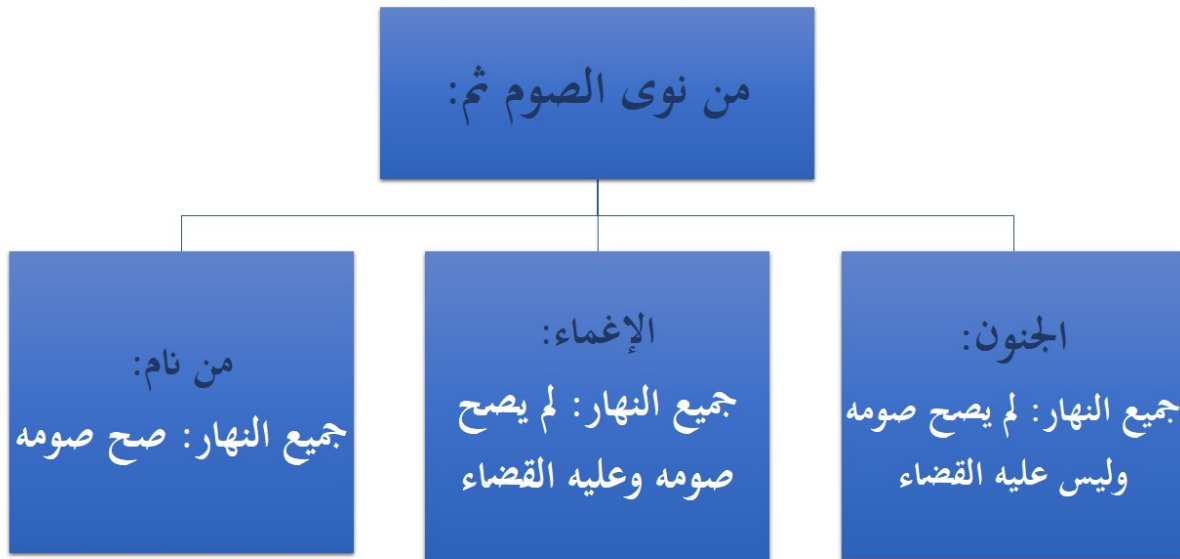 من نوى الصوم ثم:
الجنون:
جميع النهار: لم يصح صومه
وليس عليه القضاء
الإغماء:
جميع النهار: لم يصح
صومه وعليه القضاء
من نام:
جميع النهار: صح صومه